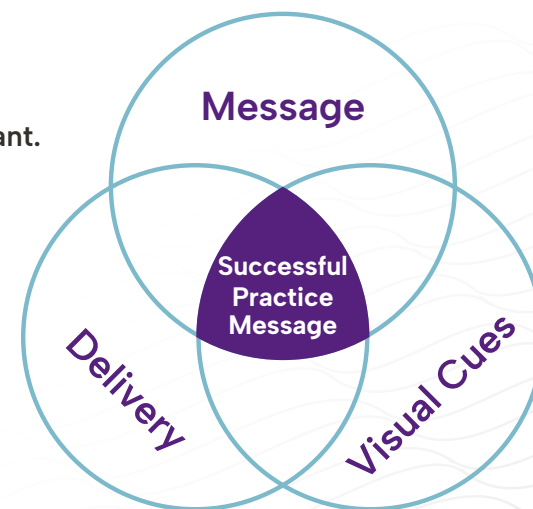 Message
ant.
Successful
Practice
Message
Delivery
Visual Cues